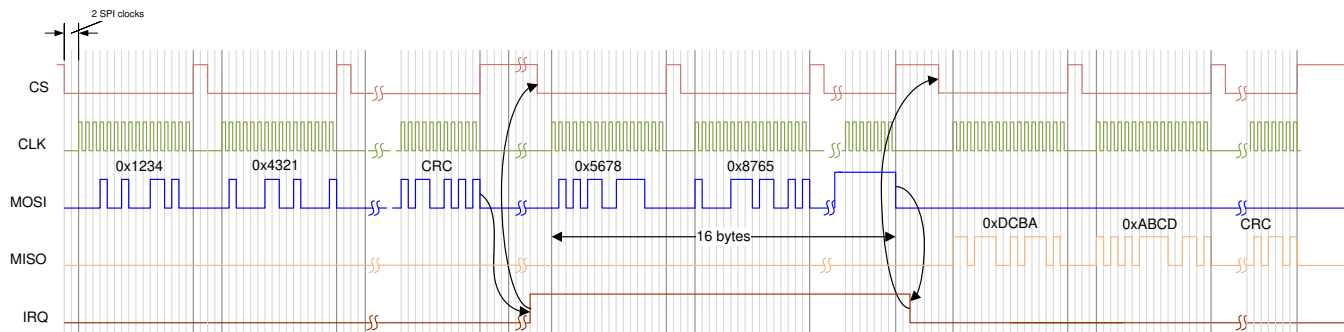 2 SPI clocks
CS
CLK
0x1234
0x4321
CRC
0x5678
0x8765
MOSI
16 bytes
0xDCBA
0xABCD
CRC
MISO
IRQ